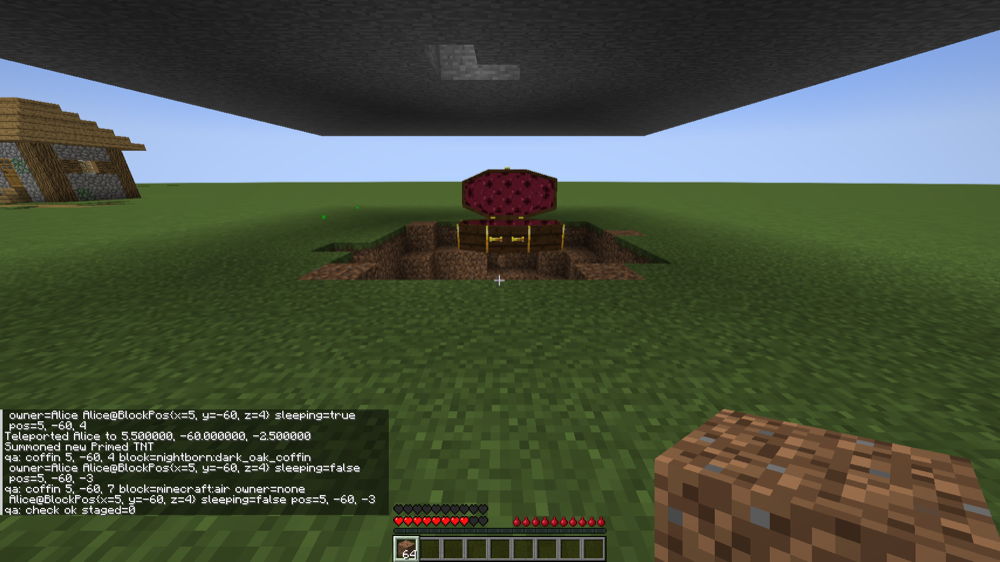 owner=Alice Alice@BlockPos{x=5, y=-60, z=4} sleeping=true
pos=5, -60, 4
Teleported Alice to 5.500000, -60.000000, -2.500000
Summoned new Primed TNT
qa: coffin 5, -60, 4 block=nightborn:dark_oak_coffin
owner=Alice Alice@BlockPos{x=5, y=-60, z=4} sleeping=false
pos=5, -60, -3
qa: coffin 5, -60, 7 block=minecraft:air owner=none
Alice@BlockPos{x=5, y=-60, z=4} sleeping=false pos=5, -60, -3
qa: check ok staged=0
64